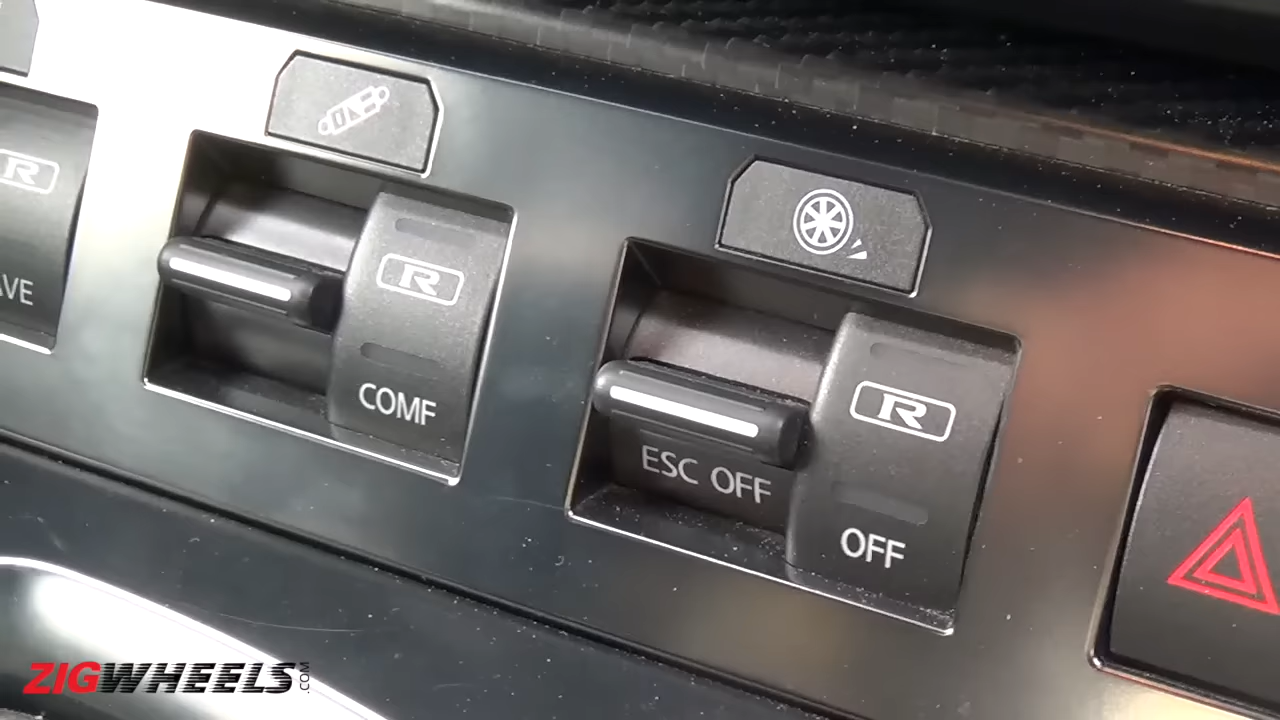 R
AVE
R
COMF
R
ESC OFF
OFF
ZIGWHEELS.COM